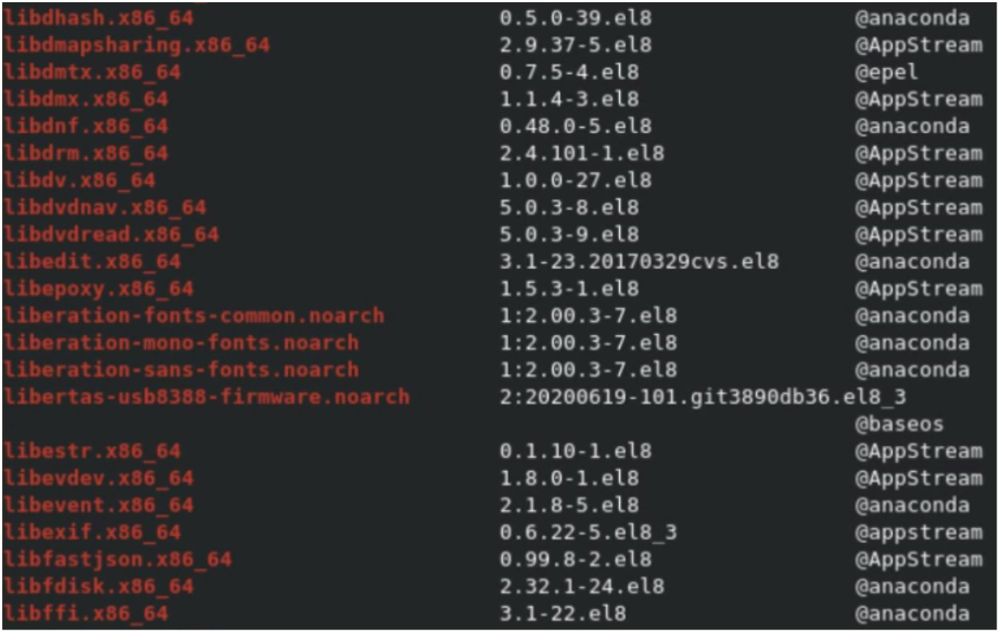 libdhash.x86_64 0.5.0-39.el8 @anaconda
libdmapsharing.x86_64 2.9.37-5.el8 @AppStream
libdmtx.x86_64 0.7.5-4.el8 @epel
libdmx.x86_64 1.1.4-3.el8 @AppStream
libdnf.x86_64 0.48.0-5.el8 @anaconda
libdrm.x86_64 2.4.101-1.el8 @AppStream
libdv.x86_64 1.0.0-27.el8 @AppStream
libdvdnav.x86_64 5.0.3-8.el8 @AppStream
libdvdread.x86_64 5.0.3-9.el8 @AppStream
libedit.x86_64 3.1-23.20170329cvs.el8 @anaconda
libepoxy.x86_64 1.5.3-1.el8 @AppStream
liberation-fonts-common.noarch 1:2.00.3-7.el8 @anaconda
liberation-mono-fonts.noarch 1:2.00.3-7.el8 @anaconda
liberation-sans-fonts.noarch 1:2.00.3-7.el8 @anaconda
libertas-usb8388-firmware.noarch 2:20200619-101.git3890db36.el8_3
@baseos
libestr.x86_64 0.1.10-1.el8 @AppStream
libevdev.x86_64 1.8.0-1.el8 @AppStream
libevent.x86_64 2.1.8-5.el8 @anaconda
libexif.x86_64 0.6.22-5.el8_3 @appstream
libfastjson.x86_64 0.99.8-2.el8 @AppStream
libfdisk.x86_64 2.32.1-24.el8 @anaconda
libffi.x86_64 3.1-22.el8 @anaconda